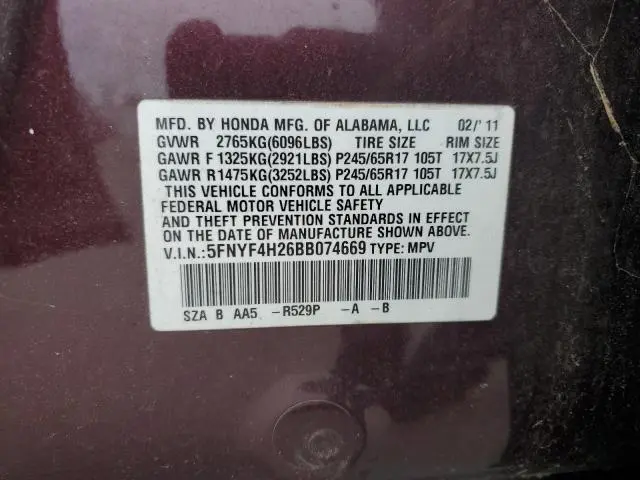 MFD. BY HONDA MFG. OF ALABAMA, LLC 02/' 11
GVWR 2765KG(6096LBS) TIRE SIZE RIM SIZE
GAWR F 1325KG(2921LBS) P245/65R17 105T 17X7.5J
GAWR R 1475KG(3252LBS) P245/65R17 105T 17X7.5J
THIS VEHICLE CONFORMS TO ALL APPLICABLE
FEDERAL MOTOR VEHICLE SAFETY
AND THEFT PREVENTION STANDARDS IN EFFECT
ON THE DATE OF MANUFACTURE SHOWN ABOVE.
V.I.N.:5FNYF4H26BB074669 TYPE: MPV
SZA B AA5 -R529P -A -B